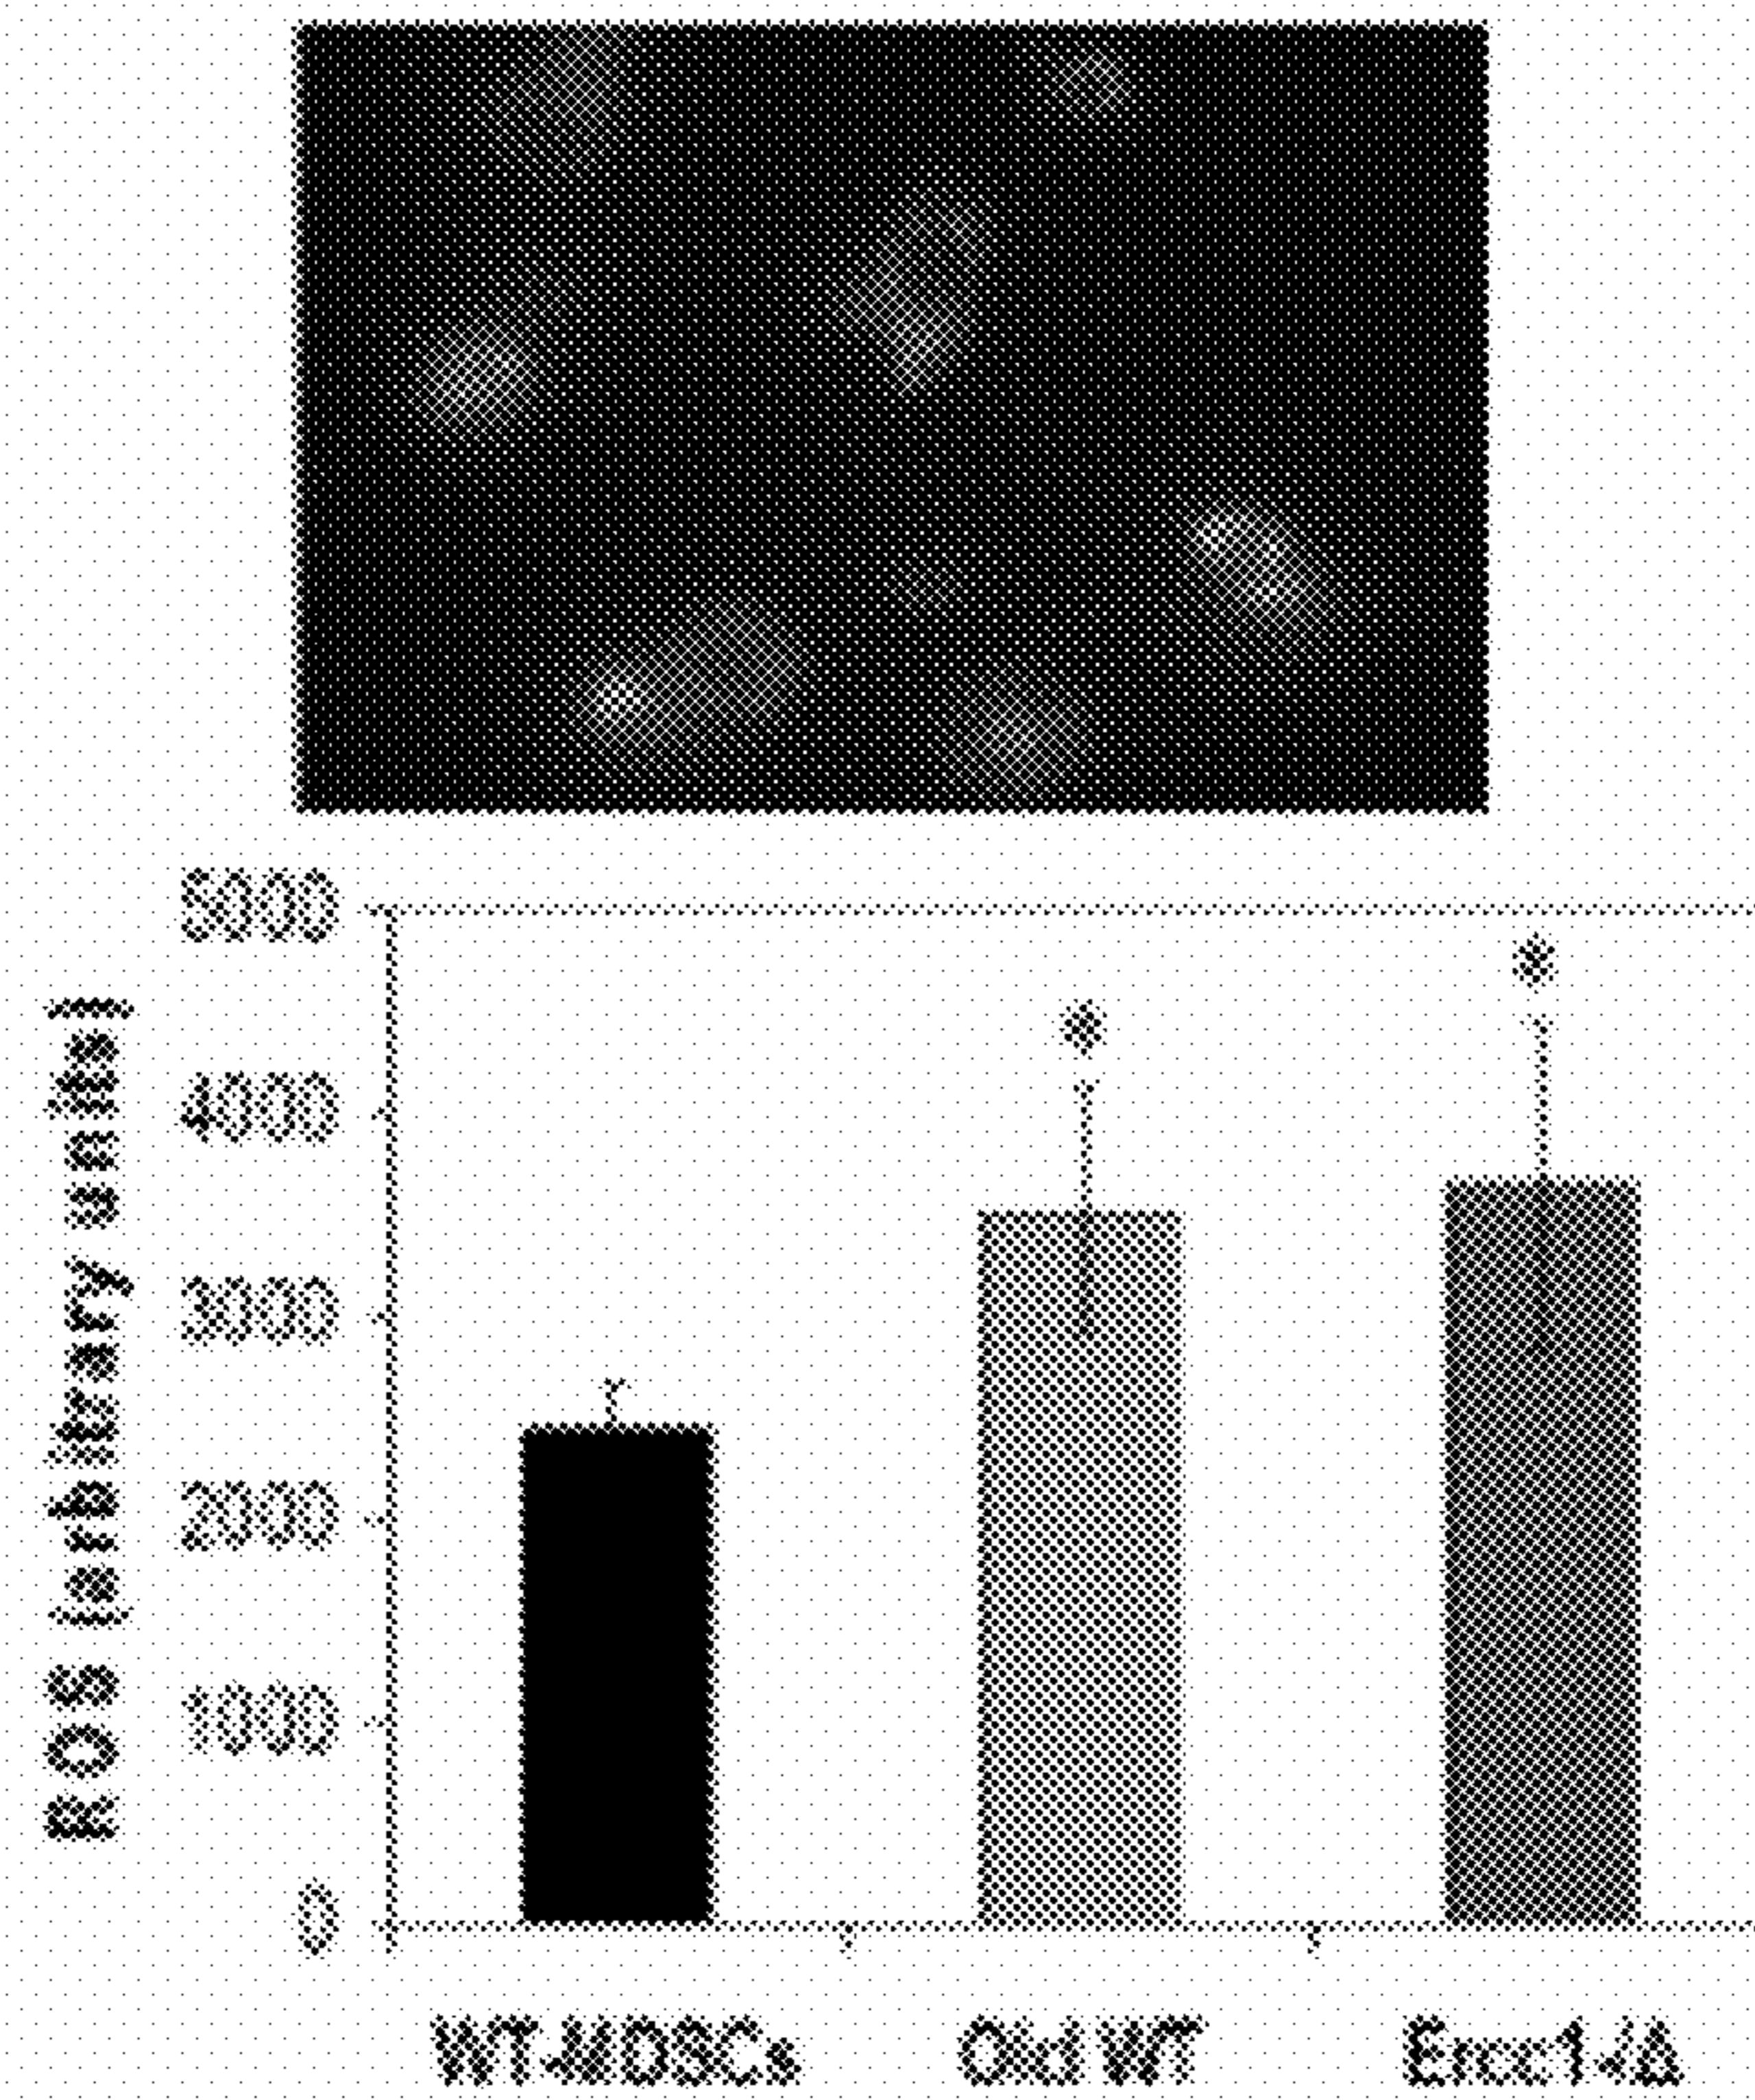 5000
4000
3000
2000
1000
0
ROS (arbitrary units)
*
*
WT-MDSCs
Old WT
Ercc1-/Δ